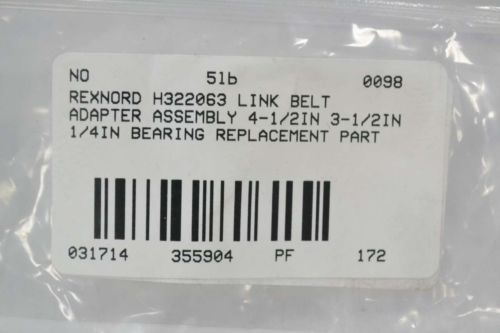 NO 51b 0098
REXNORD H322063 LINK BELT
ADAPTER ASSEMBLY 4-1/2IN 3-1/2IN
1/4IN BEARING REPLACEMENT PART
031714 355904 PF 172